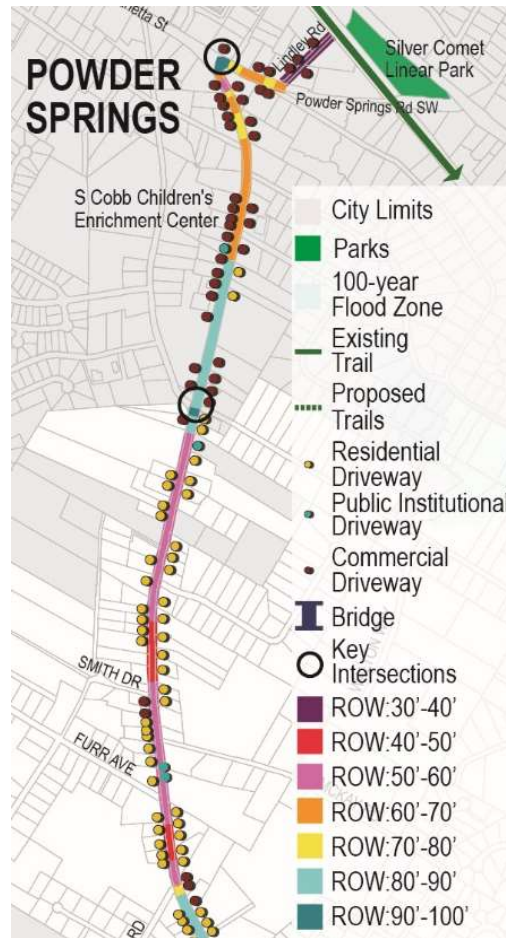 Lindley Rd
Silver Comet
Linear Park
POWDER
SPRINGS
Powder Springs Rd SW
S Cobb Children's
Enrichment Center
City Limits
Parks
100-year
Flood Zone
Existing
Trail
Proposed
Trails
Residential
Driveway
Public Institutional
Driveway
Commercial
Driveway
Bridge
Key
Intersections
SMITH DR
FURR AVE
ROW:30'-40'
ROW:40'-50'
ROW:50'-60'
ROW:60'-70'
ROW:70'-80'
ROW:80'-90'
ROW:90'-100'
RD